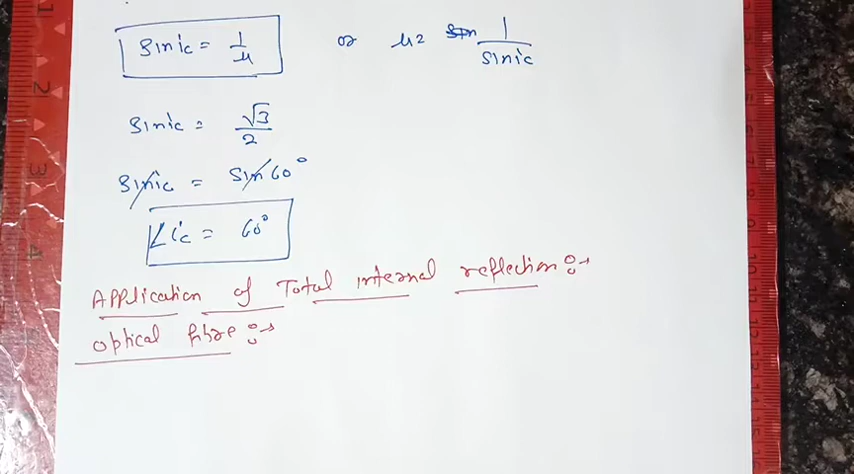 sin ic = 1/μ or μ = 1/sin ic
sin ic = √3/2
sin ic = sin 60°
∠ic = 60°
Application of Total internal reflection :→
optical fibre :→